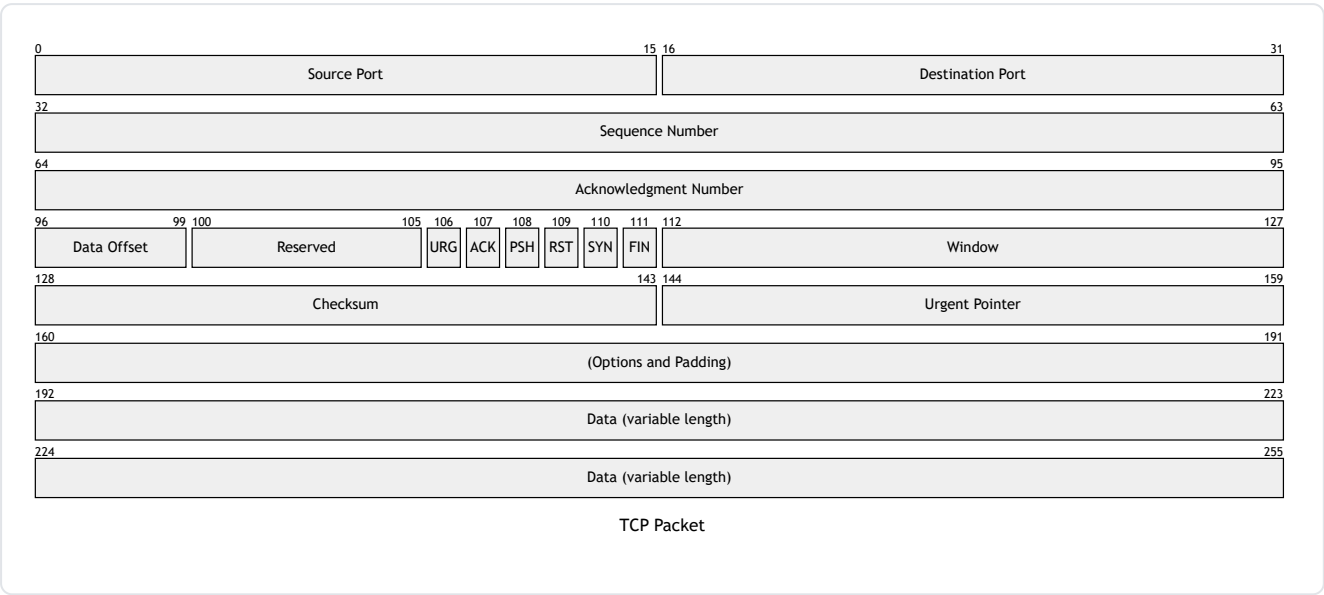 0 15 16 31
Source Port Destination Port
32 63
Sequence Number
64 95
Acknowledgment Number
96 99 100 105 106 107 108 109 110 111 112 127
Data Offset Reserved URG ACK PSH RST SYN FIN Window
128 143 144 159
Checksum Urgent Pointer
160 191
(Options and Padding)
192 223
Data (variable length)
224 255
Data (variable length)
TCP Packet